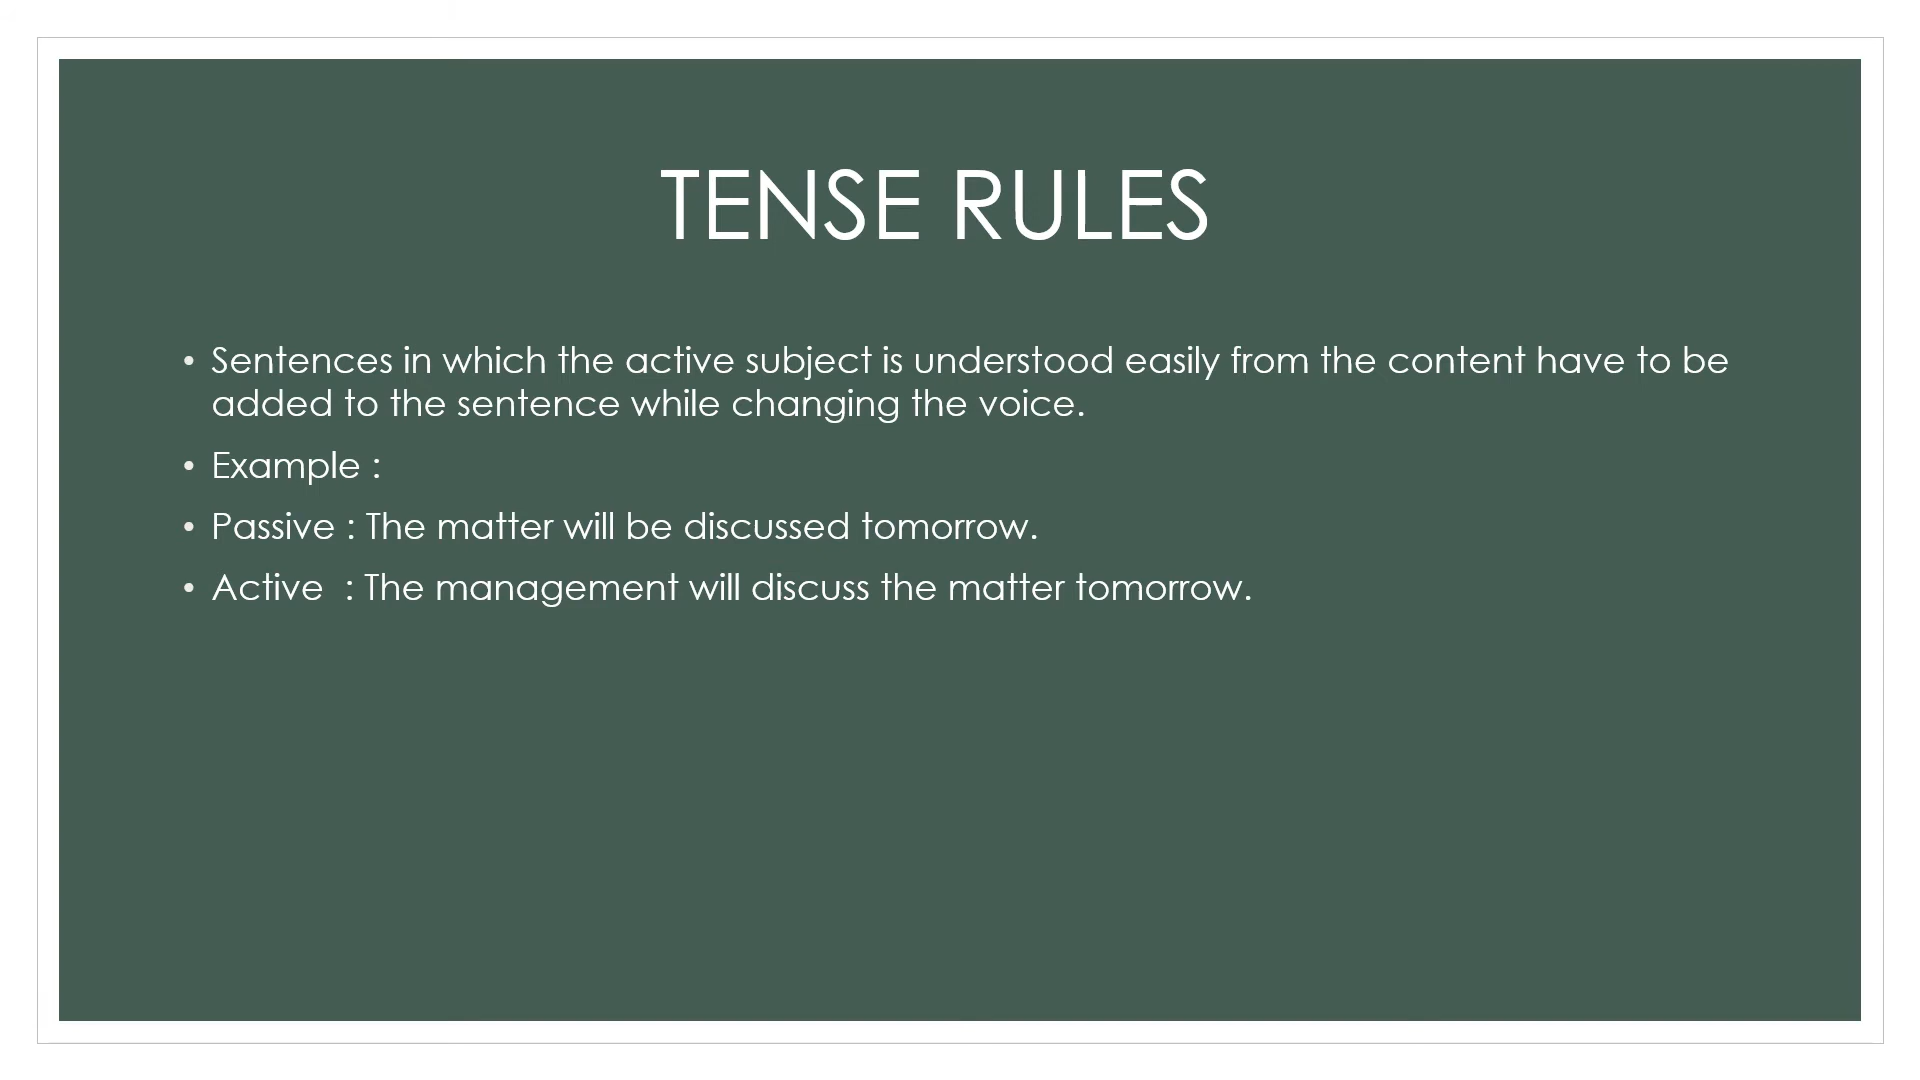 TENSE RULES
• Sentences in which the active subject is understood easily from the content have to be
added to the sentence while changing the voice.
• Example :
• Passive : The matter will be discussed tomorrow.
• Active  : The management will discuss the matter tomorrow.